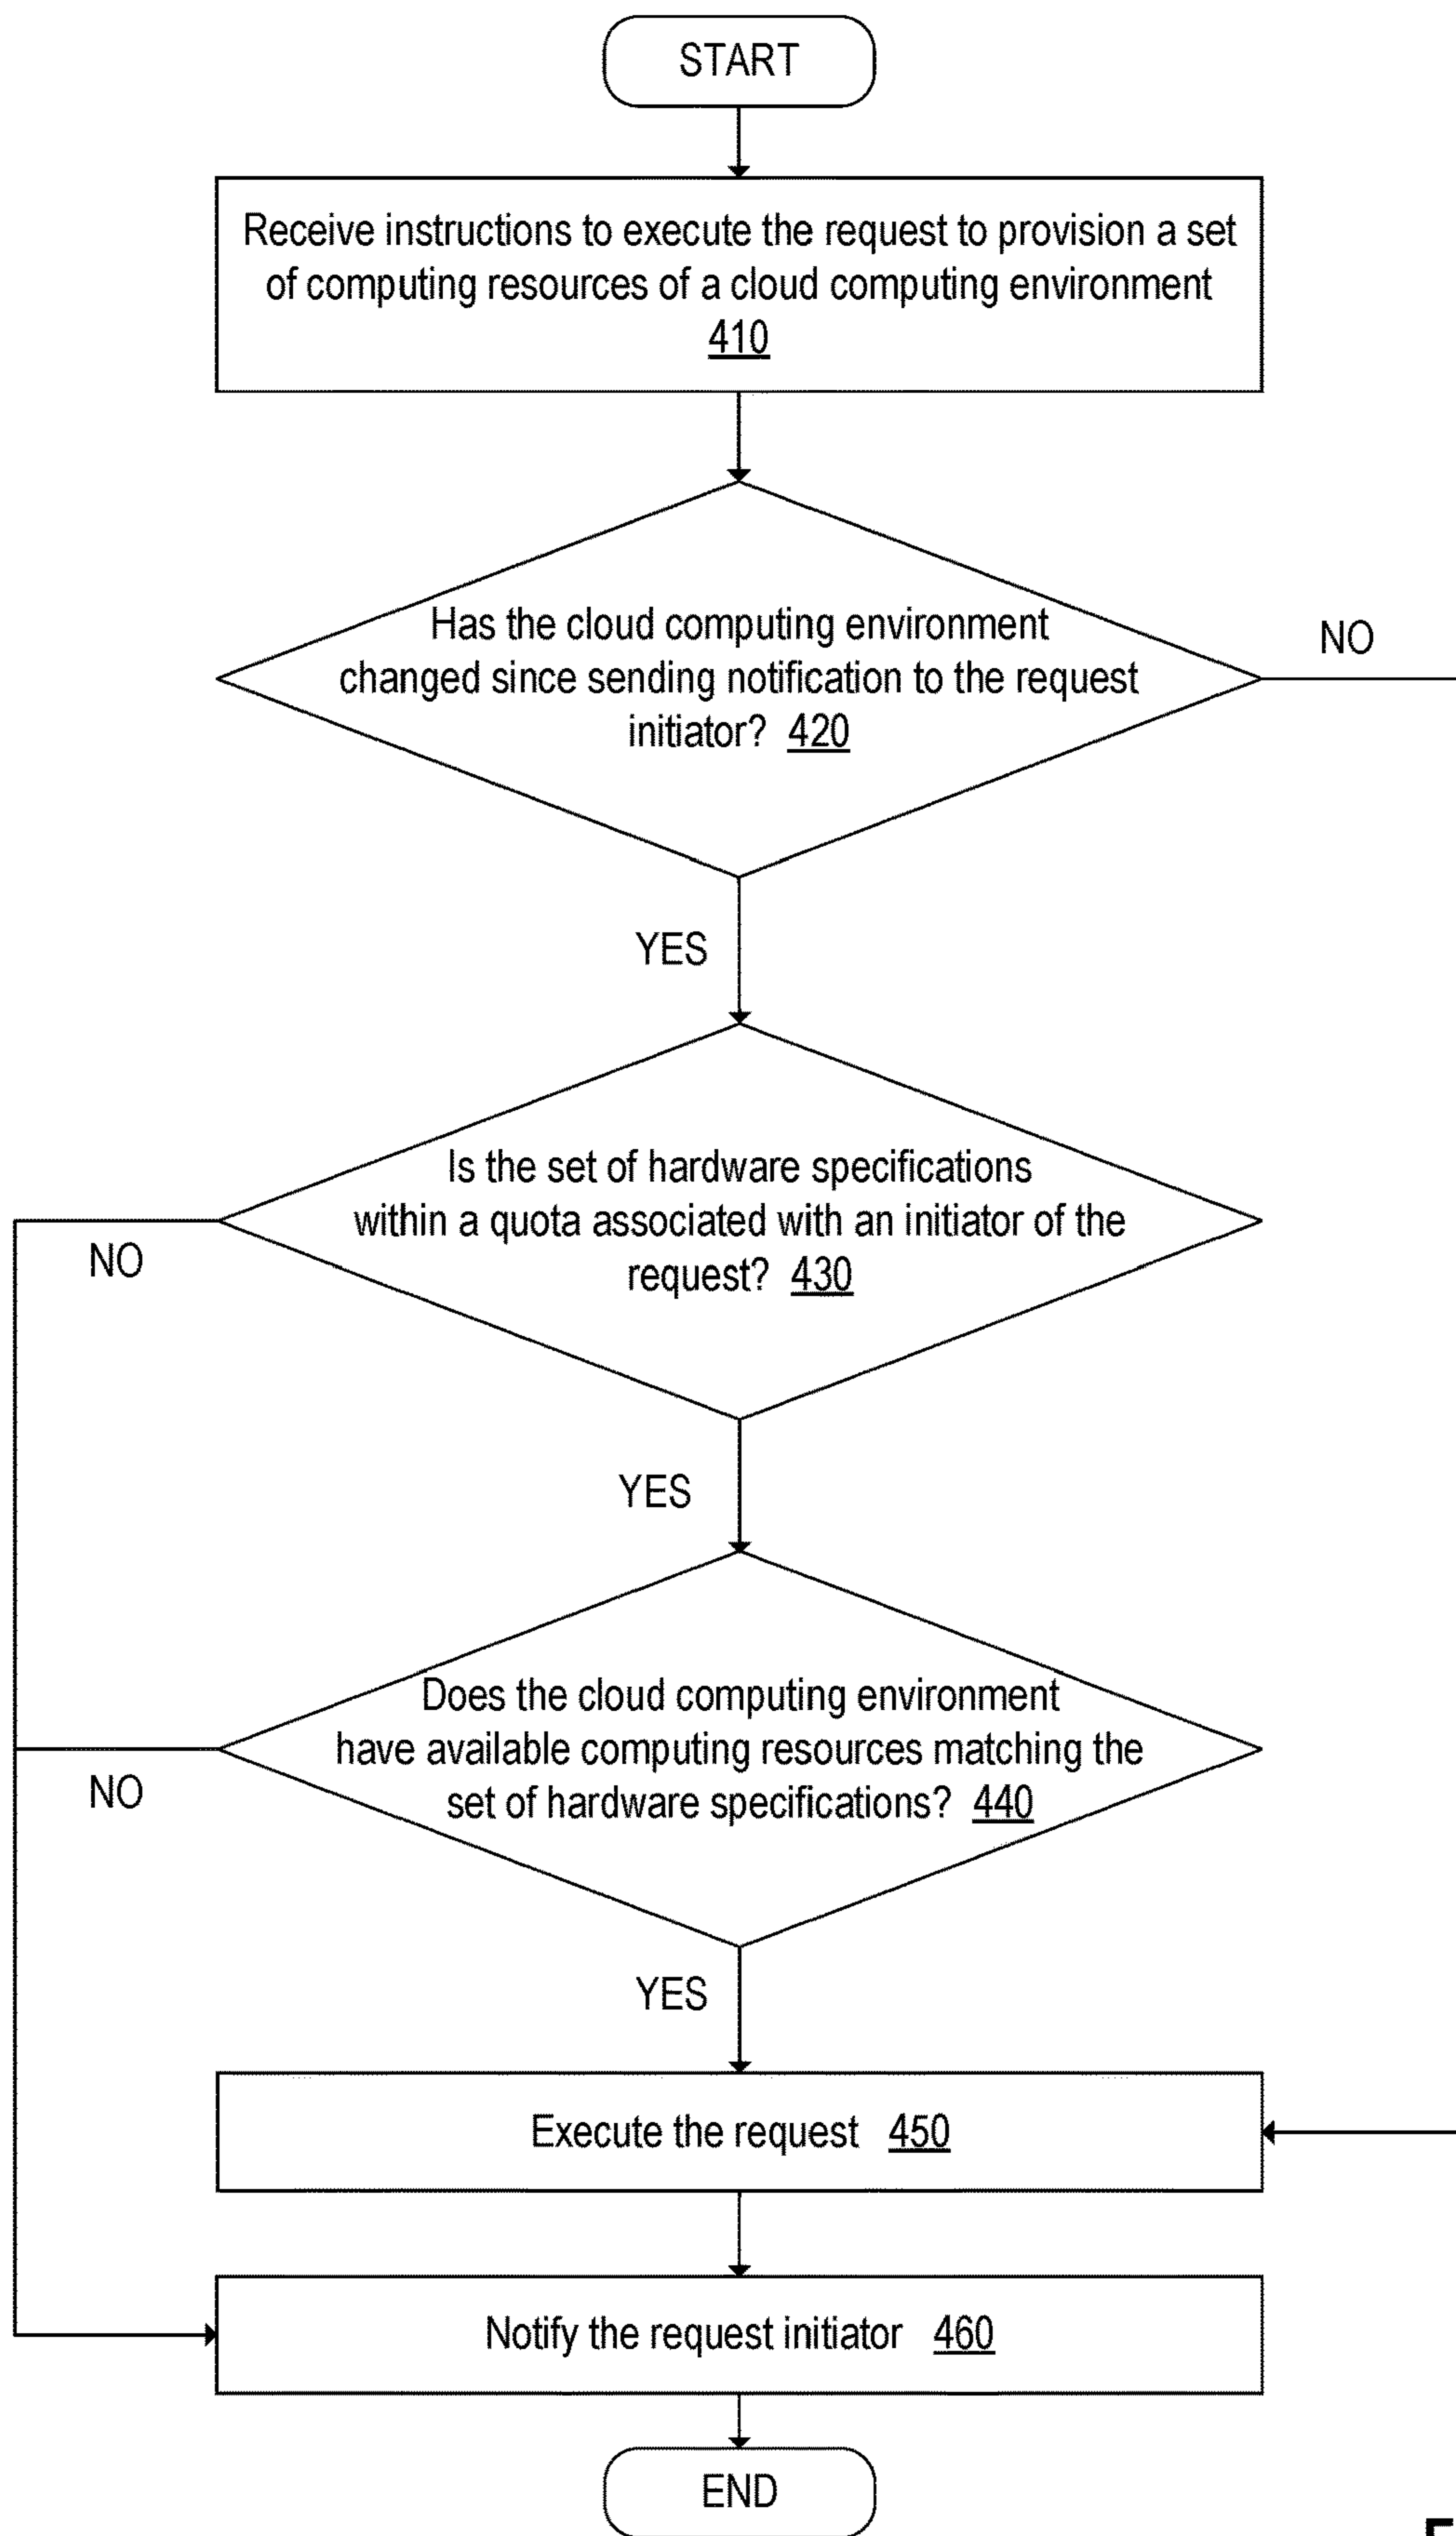 START
Receive instructions to execute the request to provision a set
of computing resources of a cloud computing environment
410
Has the cloud computing environment
changed since sending notification to the request
initiator? 420
NO
YES
Is the set of hardware specifications
within a quota associated with an initiator of the
request? 430
NO
YES
Does the cloud computing environment
have available computing resources matching the
set of hardware specifications? 440
NO
YES
Execute the request 450
Notify the request initiator 460
END